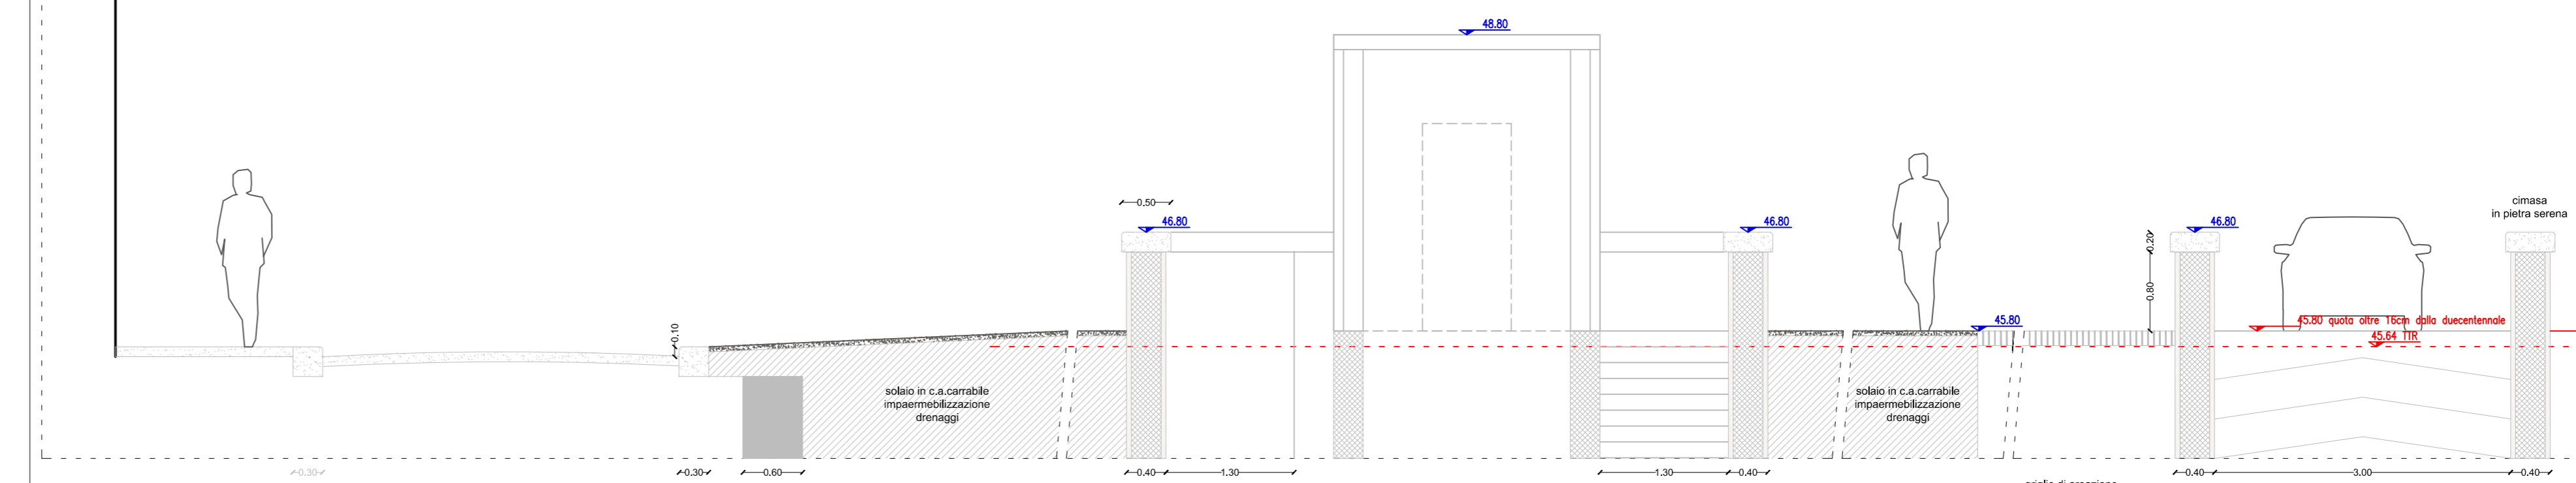 48.80
0.50
46.80
46.80
46.80
cimasa
in pietra serena
0.20
0.80
0.10
45.80
45.80 quota oltre 16cm dalla duecentennale
45.64 TIR
solaio in c.a.carrabile
impaermebilizzazione
drenaggi
solaio in c.a.carrabile
impaermebilizzazione
drenaggi
0.30
0.30
0.60
0.40
1.30
1.30
0.40
0.40
3.00
0.40